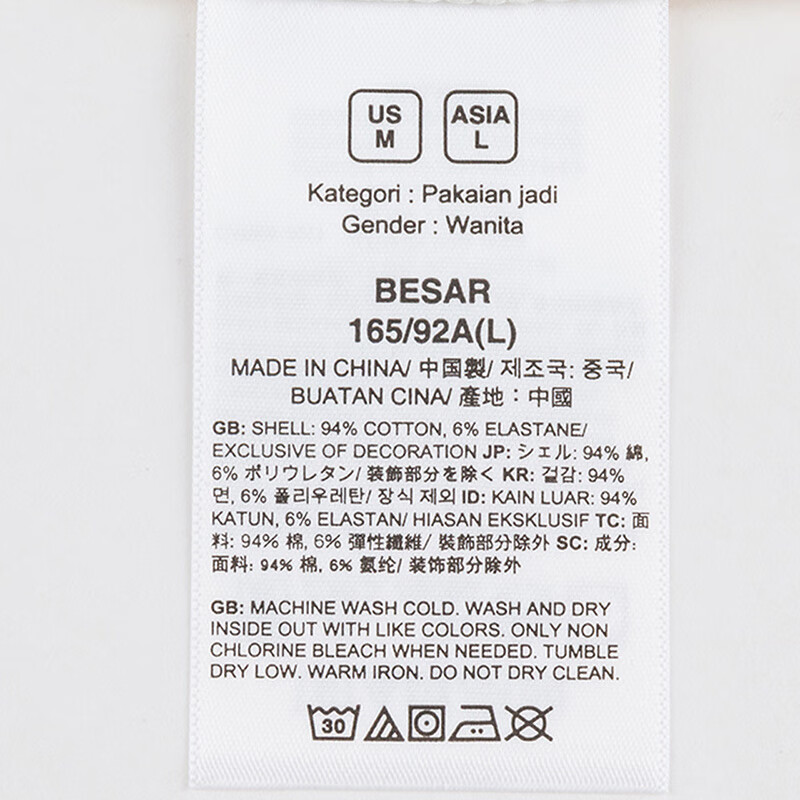 US
M
ASIA
L
Kategori : Pakaian jadi
Gender : Wanita
BESAR
165/92A(L)
MADE IN CHINA/ 中国製/ 제조국: 중국/
BUATAN CINA/ 產地：中國
GB: SHELL: 94% COTTON, 6% ELASTANE/
EXCLUSIVE OF DECORATION JP: シェル: 94% 綿,
6% ポリウレタン/ 装飾部分を除く KR: 겉감: 94%
면, 6% 폴리우레탄/ 장식 제외 ID: KAIN LUAR: 94%
KATUN, 6% ELASTAN/ HIASAN EKSKLUSIF TC: 面
料: 94% 棉, 6% 彈性纖維/ 裝飾部分除外 SC: 成分:
面料: 94% 棉, 6% 氨纶/ 装饰部分除外
GB: MACHINE WASH COLD. WASH AND DRY
INSIDE OUT WITH LIKE COLORS. ONLY NON
CHLORINE BLEACH WHEN NEEDED. TUMBLE
DRY LOW. WARM IRON. DO NOT DRY CLEAN.
30